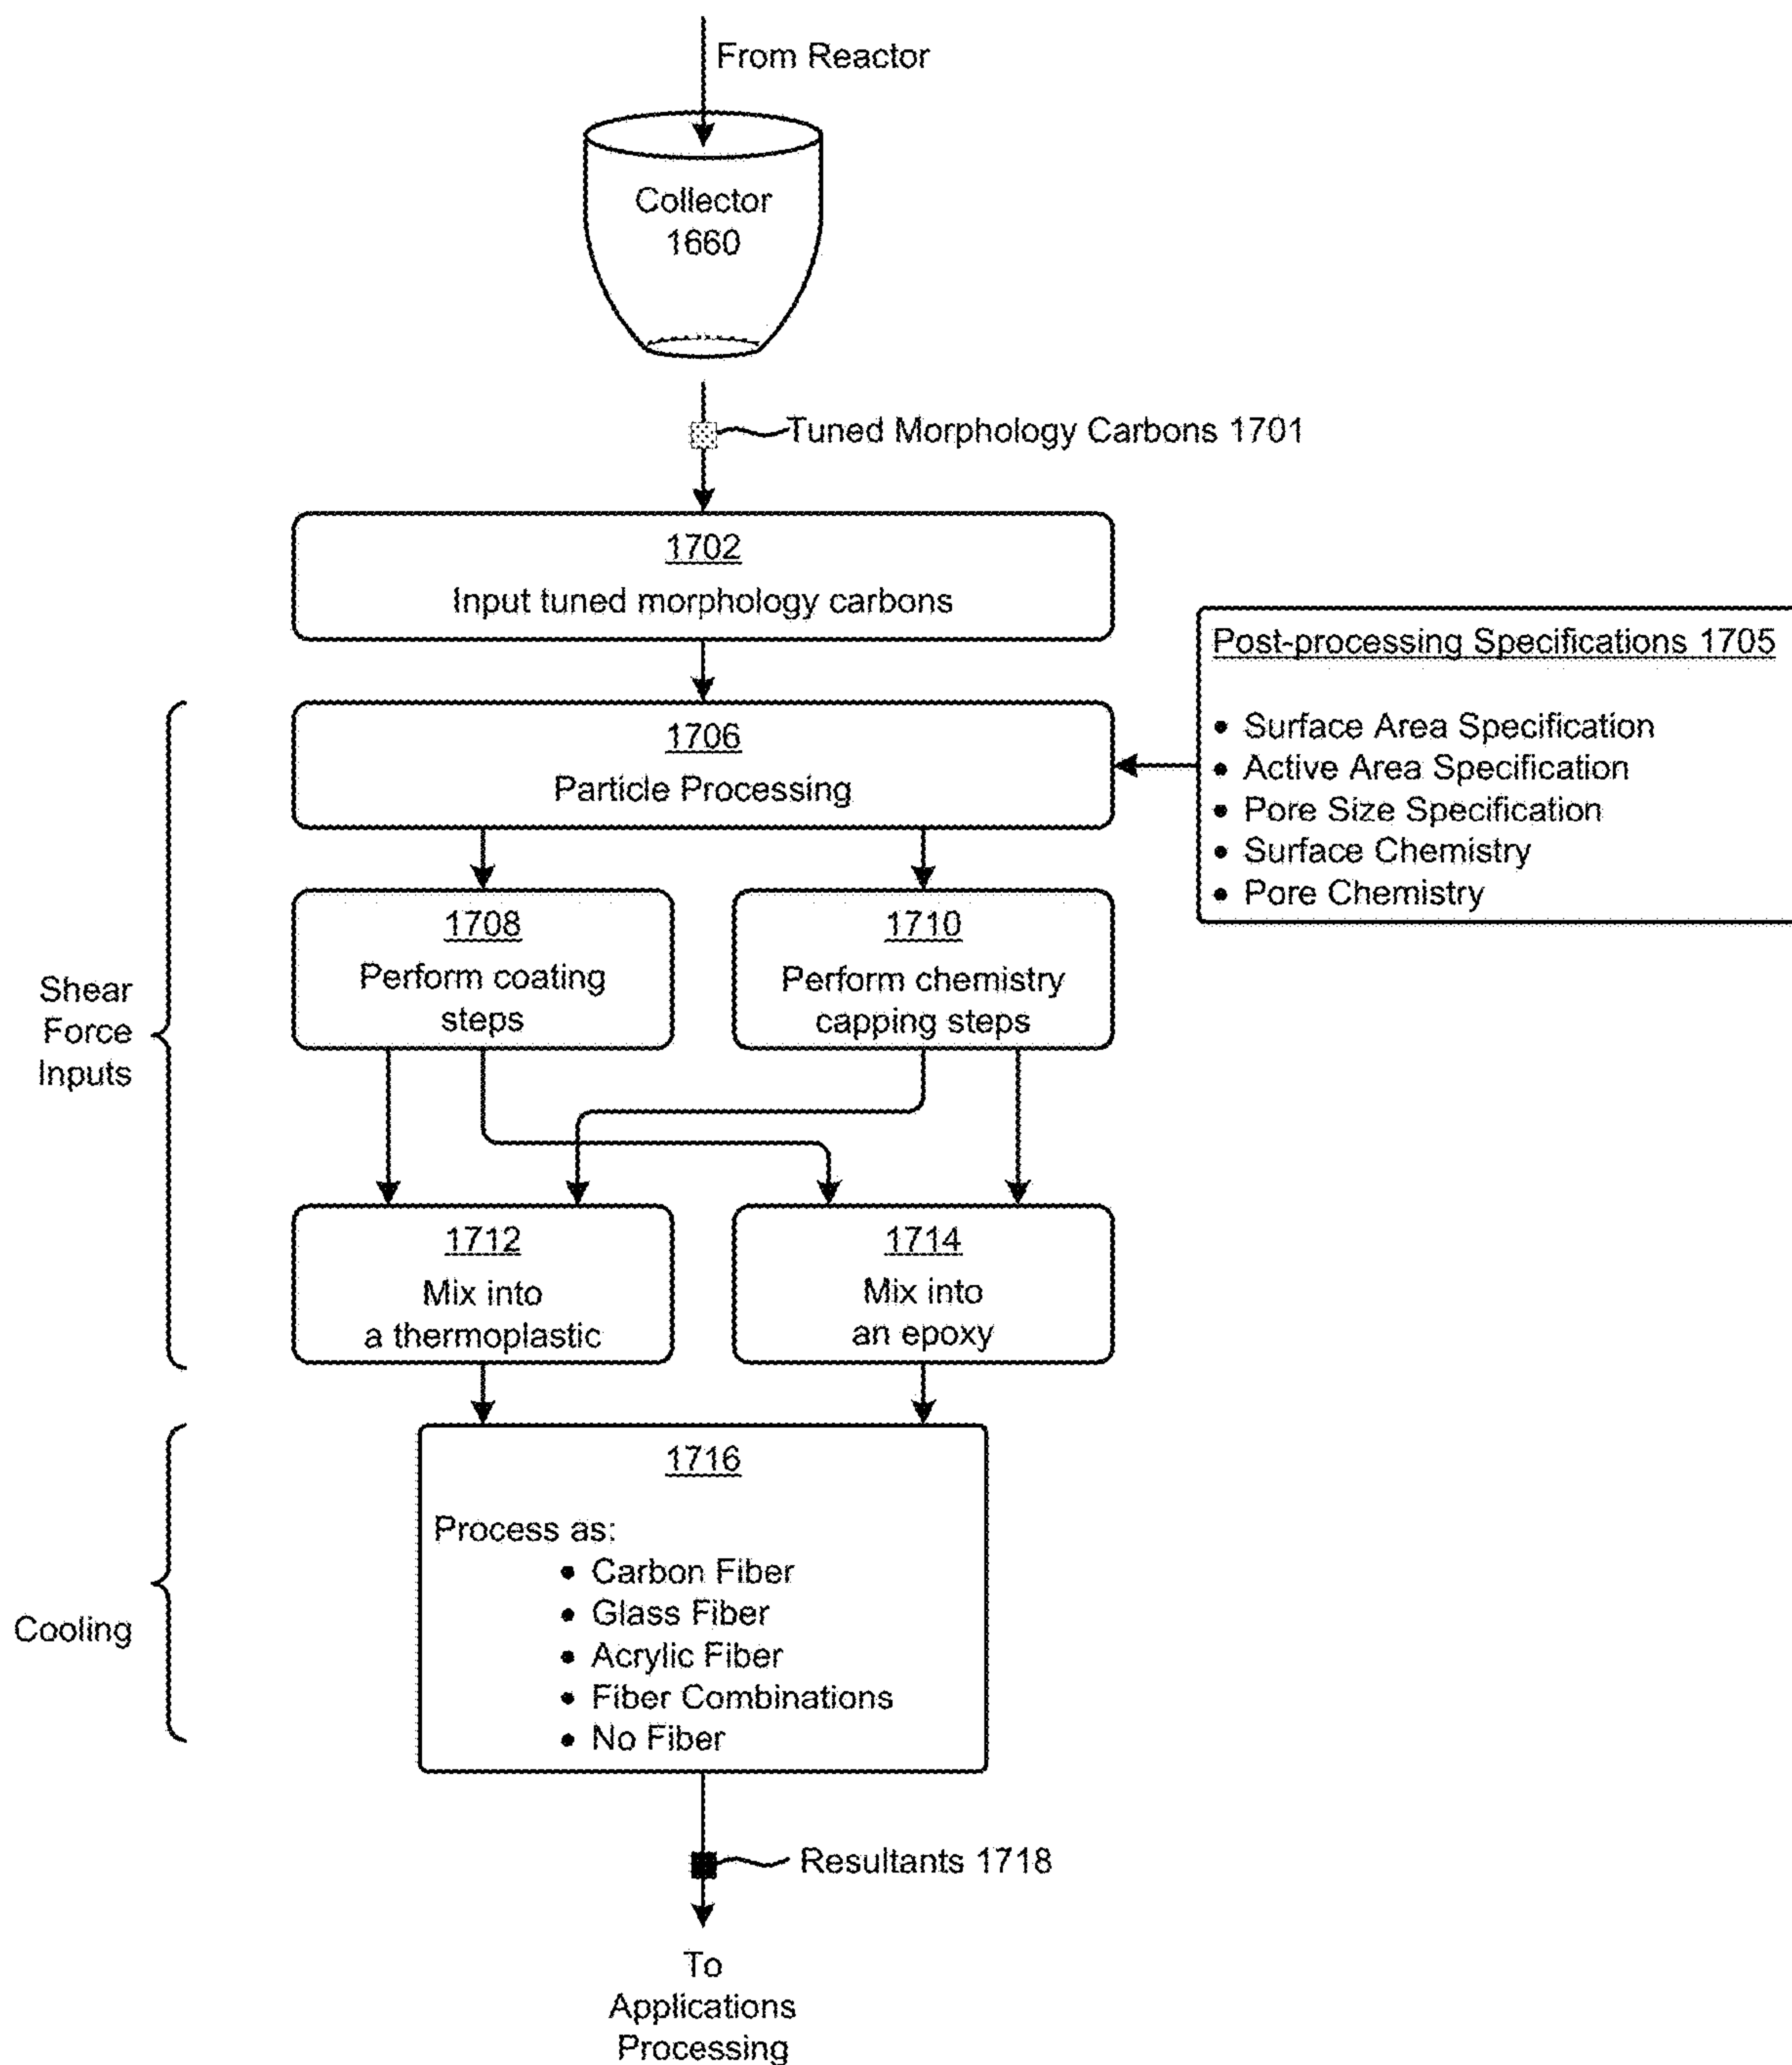 From Reactor
Collector
1660
Tuned Morphology Carbons 1701
1702
Input tuned morphology carbons
Post-processing Specifications 1705
• Surface Area Specification
• Active Area Specification
• Pore Size Specification
• Surface Chemistry
• Pore Chemistry
1706
Particle Processing
1708
Perform coating
steps
1710
Perform chemistry
capping steps
Shear
Force
Inputs
1712
Mix into
a thermoplastic
1714
Mix into
an epoxy
1716
Process as:
• Carbon Fiber
• Glass Fiber
• Acrylic Fiber
• Fiber Combinations
• No Fiber
Cooling
Resultants 1718
To
Applications
Processing